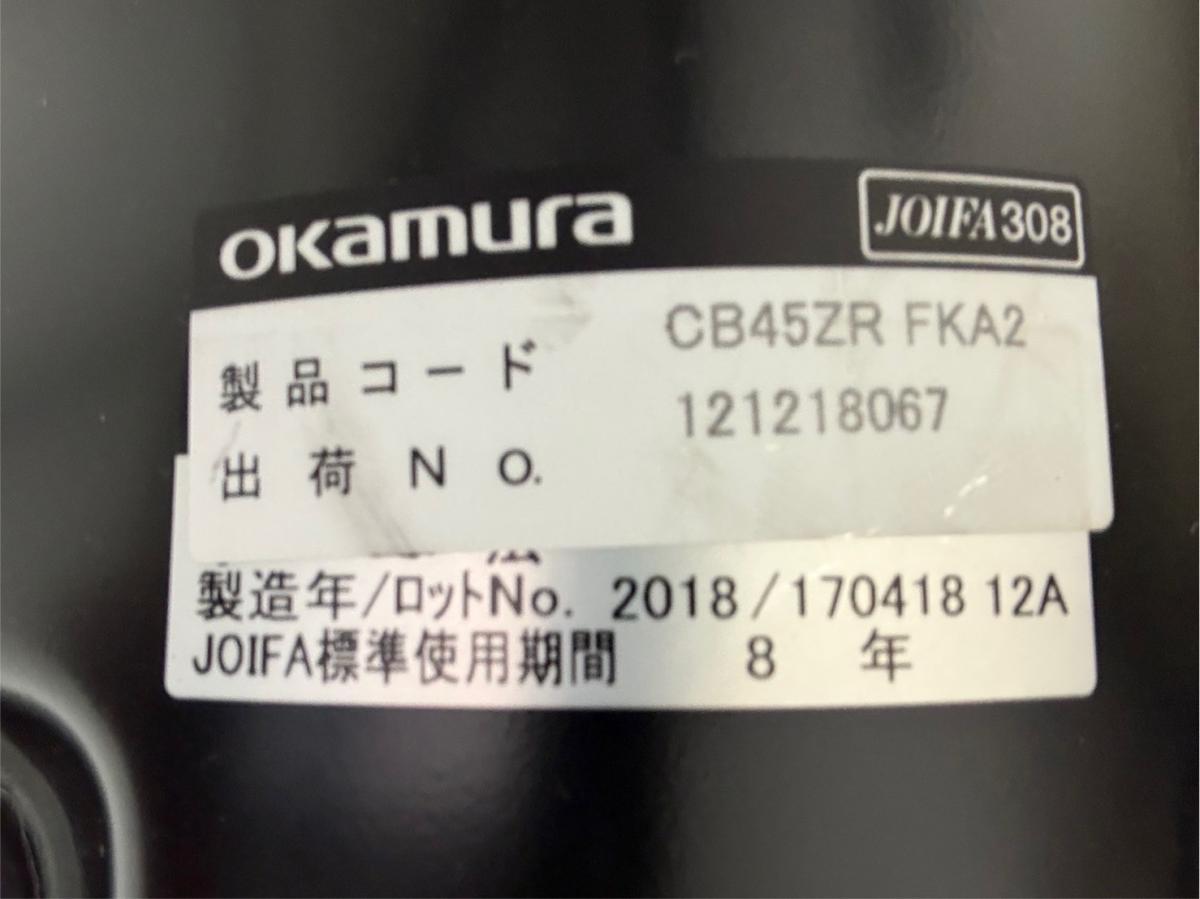 okamura
JOIFA308
製品コード CB45ZR FKA2
出荷NO. 121218067
製造年/ロットNo. 2018/170418 12A
JOIFA標準使用期間 8年